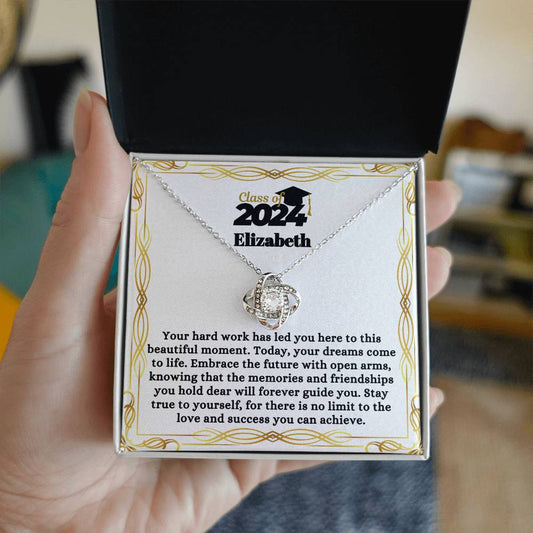 Class of
2024
Elizabeth
Your hard work has led you here to this
beautiful moment. Today, your dreams come
to life. Embrace the future with open arms,
knowing that the memories and friendships
you hold dear will forever guide you. Stay
true to yourself, for there is no limit to the
love and success you can achieve.